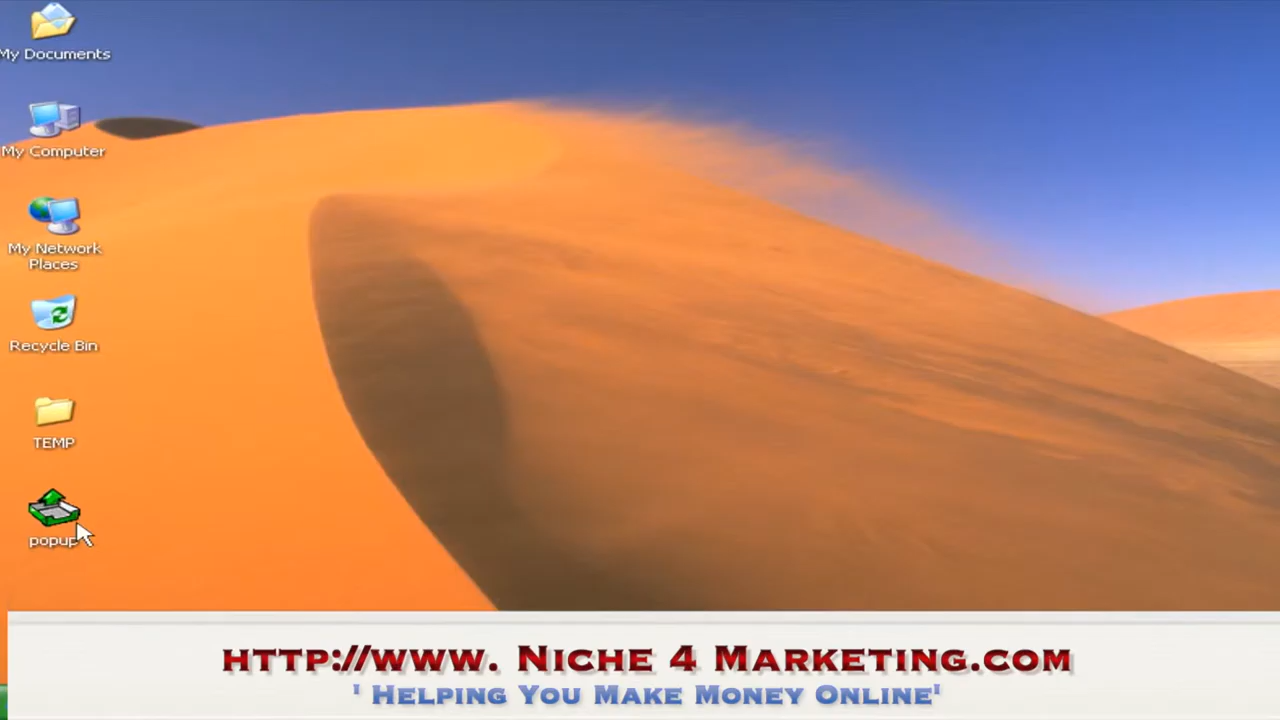 My Documents
My Computer
My Network
Places
Recycle Bin
TEMP
popup
HTTP://WWW. NICHE 4 MARKETING.COM
' HELPING YOU MAKE MONEY ONLINE'